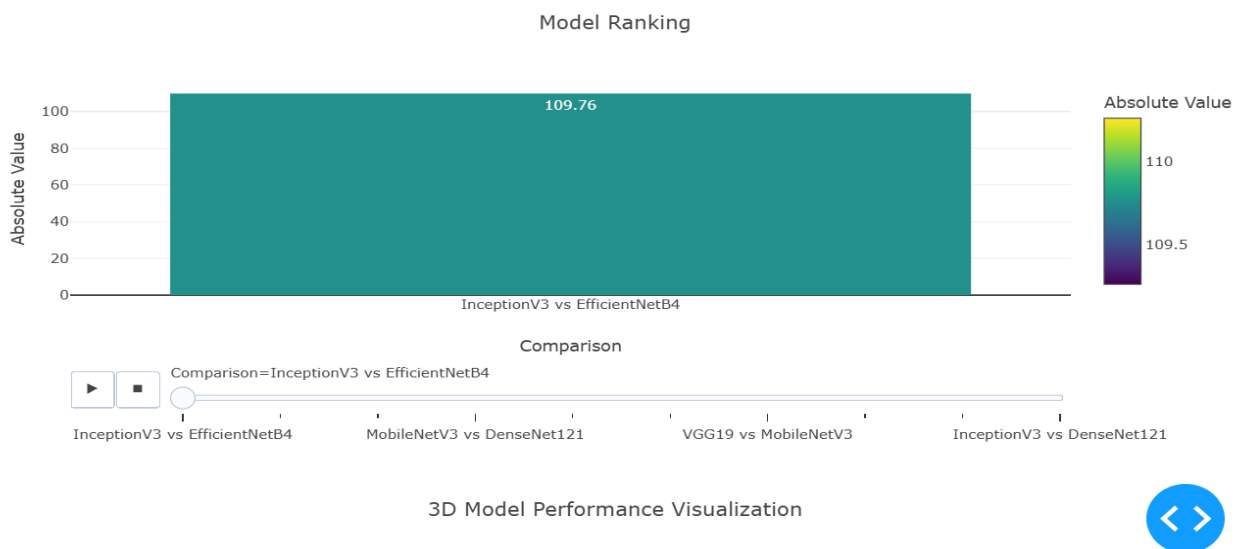 Model Ranking
Absolute Value
100
80
60
40
20
0
109.76
InceptionV3 vs EfficientNetB4
Comparison
Absolute Value
110
109.5
Comparison=InceptionV3 vs EfficientNetB4
InceptionV3 vs EfficientNetB4 MobileNetV3 vs DenseNet121 VGG19 vs MobileNetV3 InceptionV3 vs DenseNet121
3D Model Performance Visualization